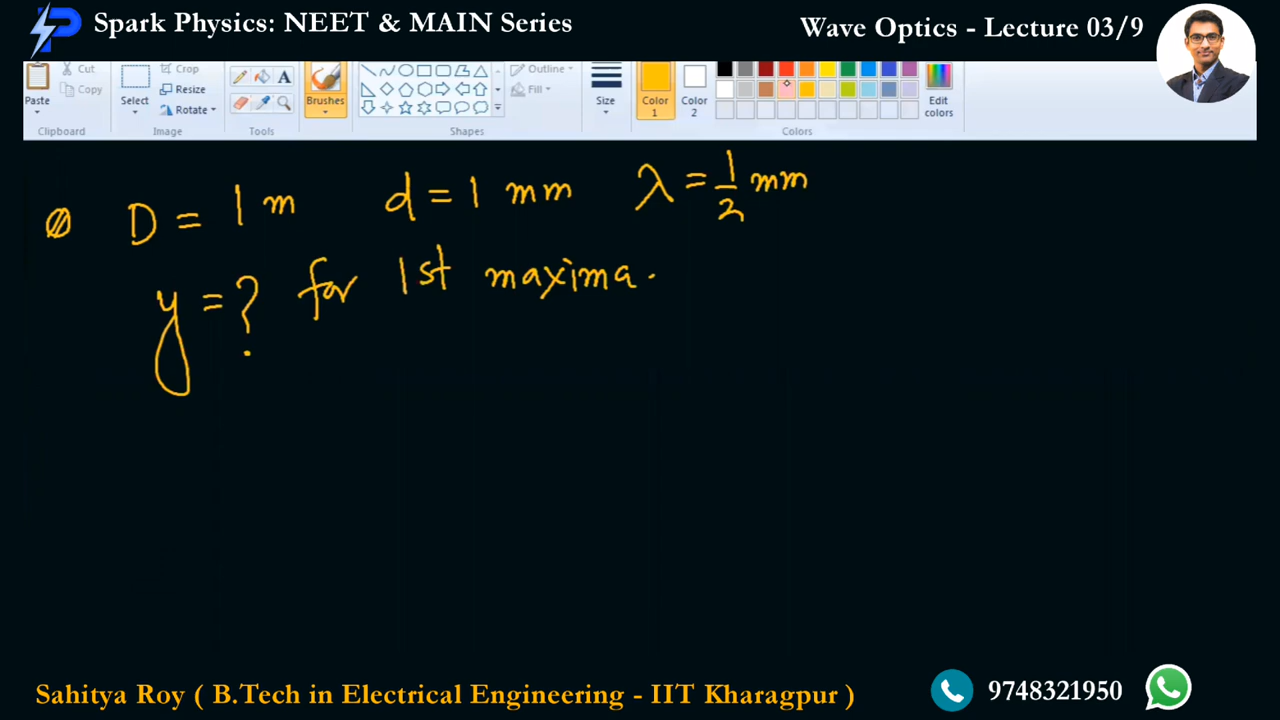 Spark Physics: NEET & MAIN Series
Wave Optics - Lecture 03/9
Paste
Cut
Copy
Clipboard
Select
Crop
Resize
Rotate
Image
A
Tools
Brushes
Outline
Fill
Shapes
Size
Color 1
Color 2
Edit colors
Colors
D = 1 m d = 1 mm λ = 1/2 mm
y = ? for 1st maxima.
Sahitya Roy ( B.Tech in Electrical Engineering - IIT Kharagpur )
9748321950